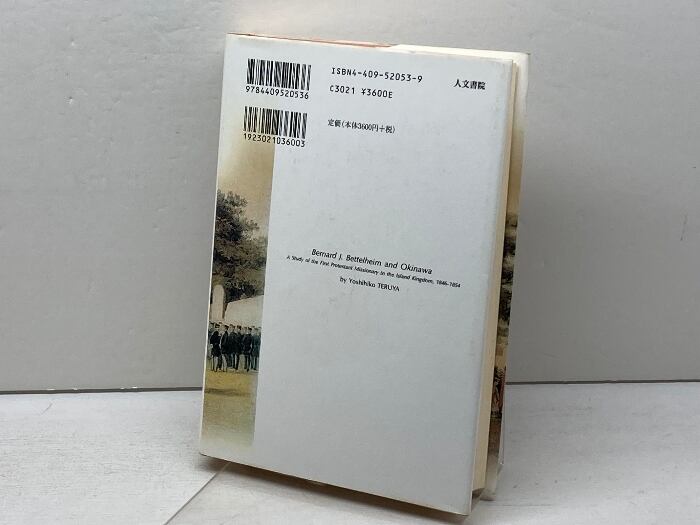 ISBN4-409-52053-9
人文書院
9784409520536
C3021 ¥3600E
定価(本体3600円+税)
1923021036003
Bernard J. Bettelheim and Okinawa
A Study of the First Protestant Missionary to the Island Kingdom, 1846-1854
by Yoshihiko TERUYA